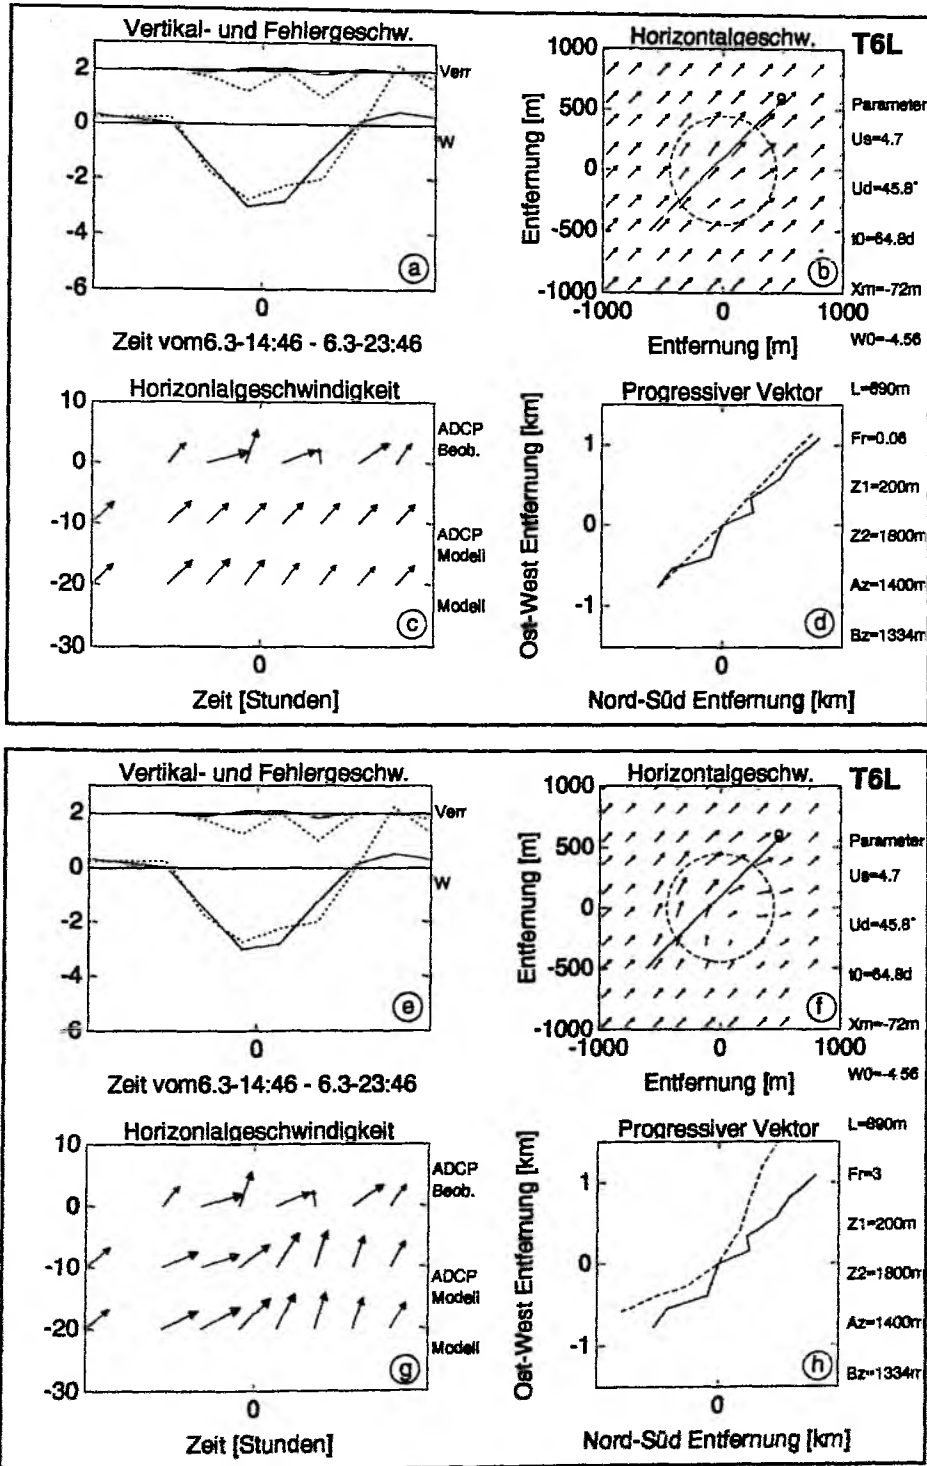 Vertikal- und Fehlergeschw.
2
0
-2
-4
-6
Verr
W
a
0
Zeit vom6.3-14:46 - 6.3-23:46
Horizontalgeschw.
1000
500
0
-500
-1000
Entfernung [m]
b
-1000
0
1000
Entfernung [m]
T6L
Parameter
Us=4.7
Ud=45.8°
t0=64.8d
Xm=-72m
W0=-4.56
L=890m
Fr=0.06
Z1=200m
Z2=1800m
Az=1400m
Bz=1334m
Horizontalgeschwindigkeit
10
0
-10
-20
-30
ADCP
Beob.
ADCP
Modell
Modell
c
0
Zeit [Stunden]
Progressiver Vektor
1
0
-1
Ost-West Entfernung [km]
d
0
Nord-Süd Entfernung [km]
Vertikal- und Fehlergeschw.
2
0
-2
-4
-6
Verr
W
e
0
Zeit vom6.3-14:46 - 6.3-23:46
Horizontalgeschw.
1000
500
0
-500
-1000
Entfernung [m]
f
-1000
0
1000
Entfernung [m]
T6L
Parameter
Us=4.7
Ud=45.8°
t0=64.8d
Xm=-72m
W0=-4.56
L=890m
Fr=3
Z1=200m
Z2=1800m
Az=1400m
Bz=1334m
Horizontalgeschwindigkeit
10
0
-10
-20
-30
ADCP
Beob.
ADCP
Modell
Modell
g
0
Zeit [Stunden]
Progressiver Vektor
1
0
-1
Ost-West Entfernung [km]
h
0
Nord-Süd Entfernung [km]